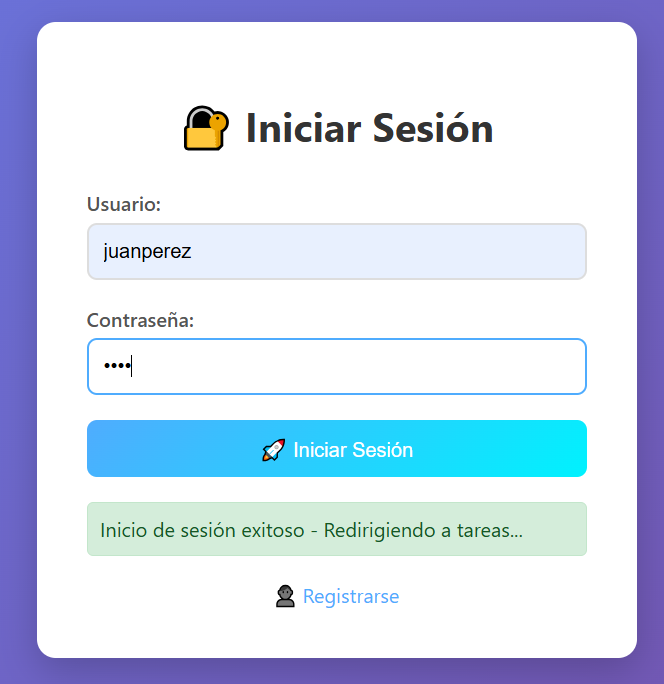 Iniciar Sesión
Usuario:
juanperez
Contraseña:
••••
Iniciar Sesión
Inicio de sesión exitoso - Redirigiendo a tareas...
Registrarse